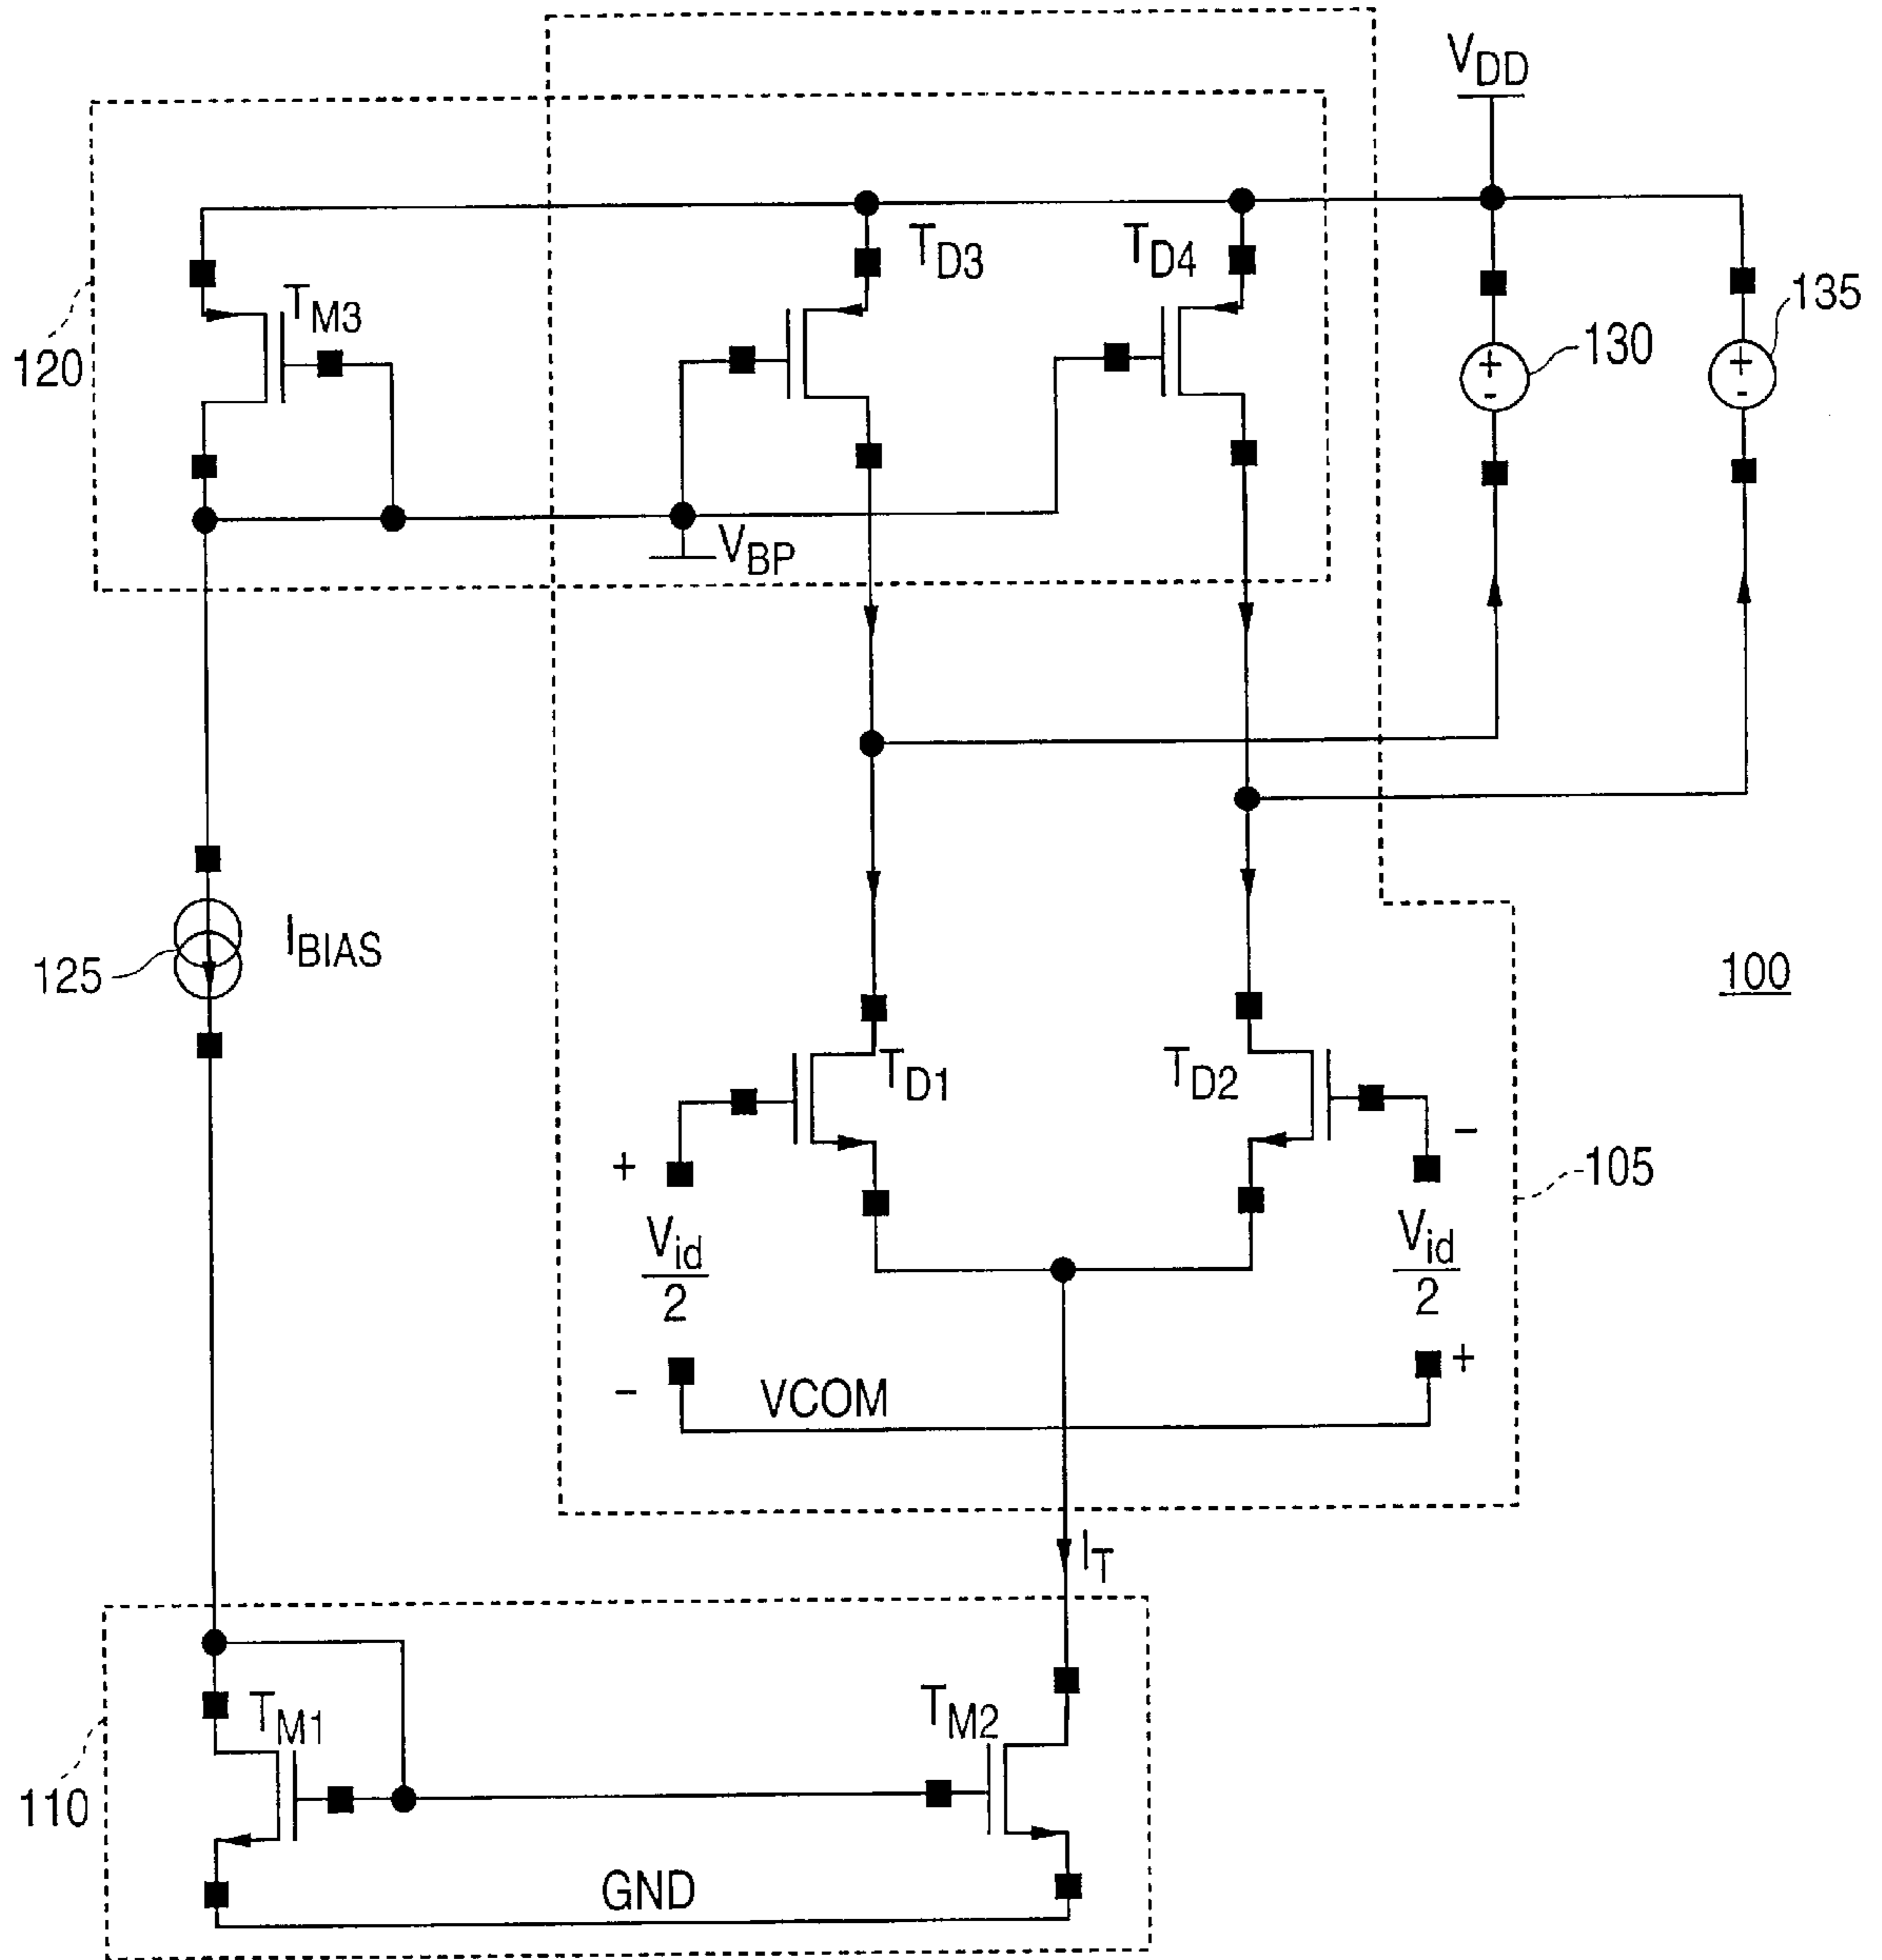 VDD
TD3
TD4
TM3
135
130
120
VBP
IBIAS
125
100
TD1
TD2
+
-
105
Vid
2
Vid
2
-
VCOM
+
IT
TM1
TM2
110
GND
+
-
+
-